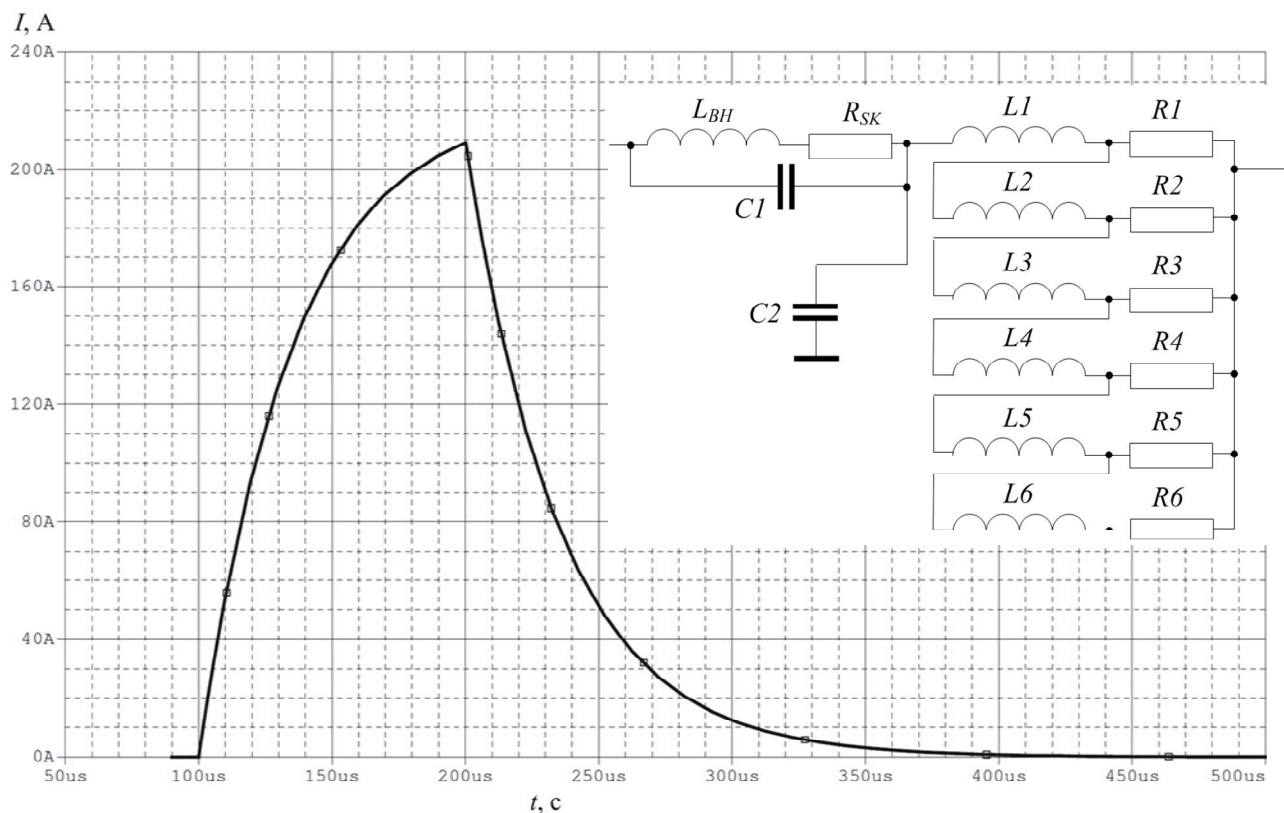 I, A
240A
200A
160A
120A
80A
40A
0A
50us 100us 150us 200us 250us 300us 350us 400us 450us 500us
t, c
L_BH R_SK L1 R1
C1 L2 R2
L3 R3
C2
L4 R4
L5 R5
L6 R6